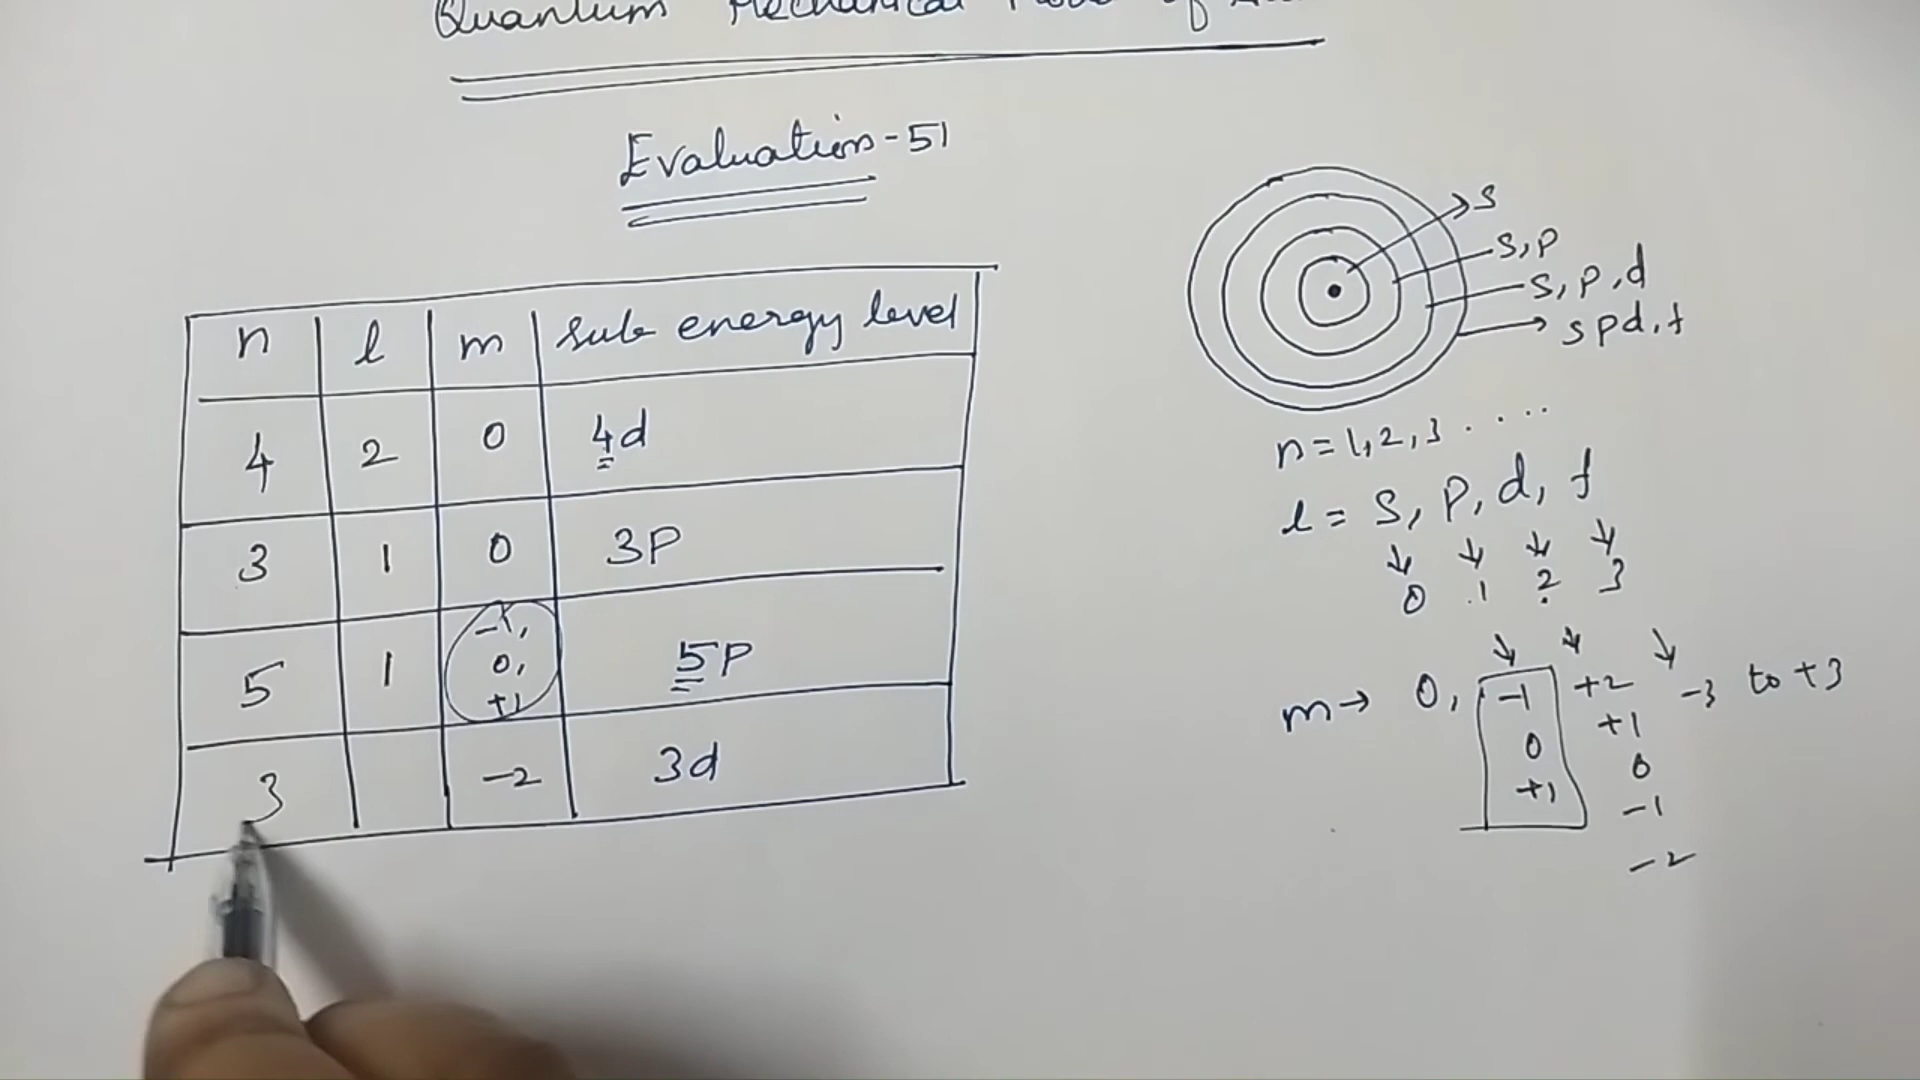 Quantum Mechanical
Evaluation-51
n l m sub energy level
4 2 0 4d
3 1 0 3P
5 1 -1, 0, +1 5P
3 -2 3d
s
s,p
s,p,d
s p d,f
n=1,2,3.....
l= s, p, d, f
0 1 2 3
m→ 0, -1 +2 -3 to +3
0 +1
+1 0
-1
-2